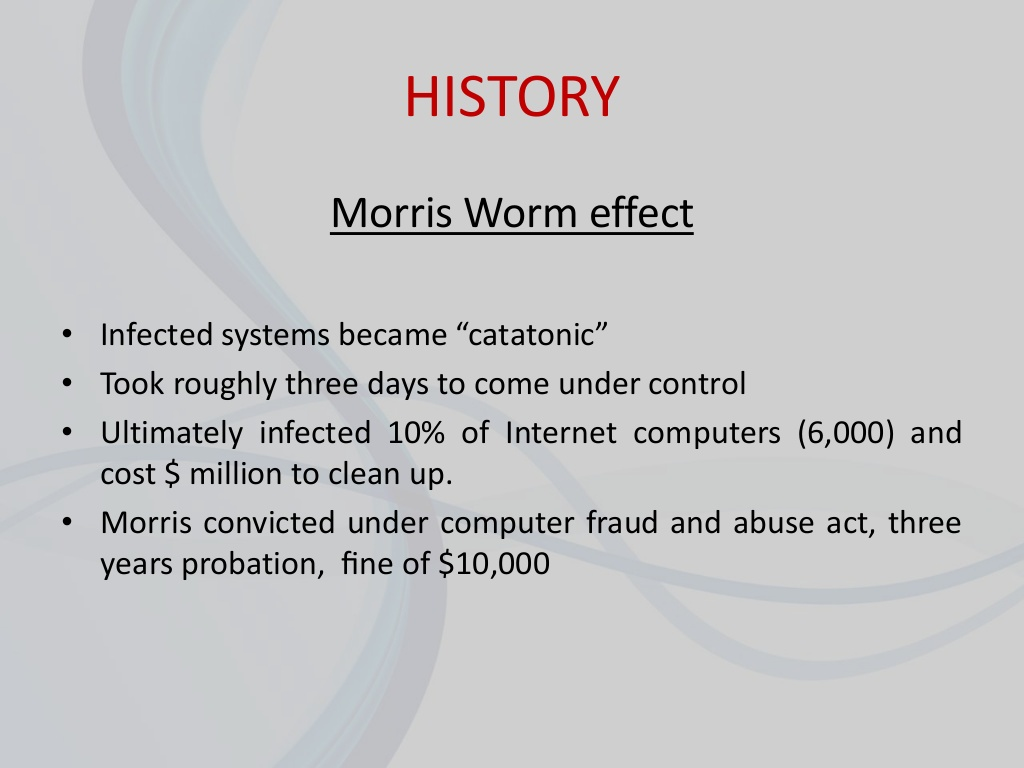 HISTORY
Morris Worm effect
• Infected systems became “catatonic”
• Took roughly three days to come under control
• Ultimately infected 10% of Internet computers (6,000) and
cost $ million to clean up.
• Morris convicted under computer fraud and abuse act, three
years probation,  fine of $10,000